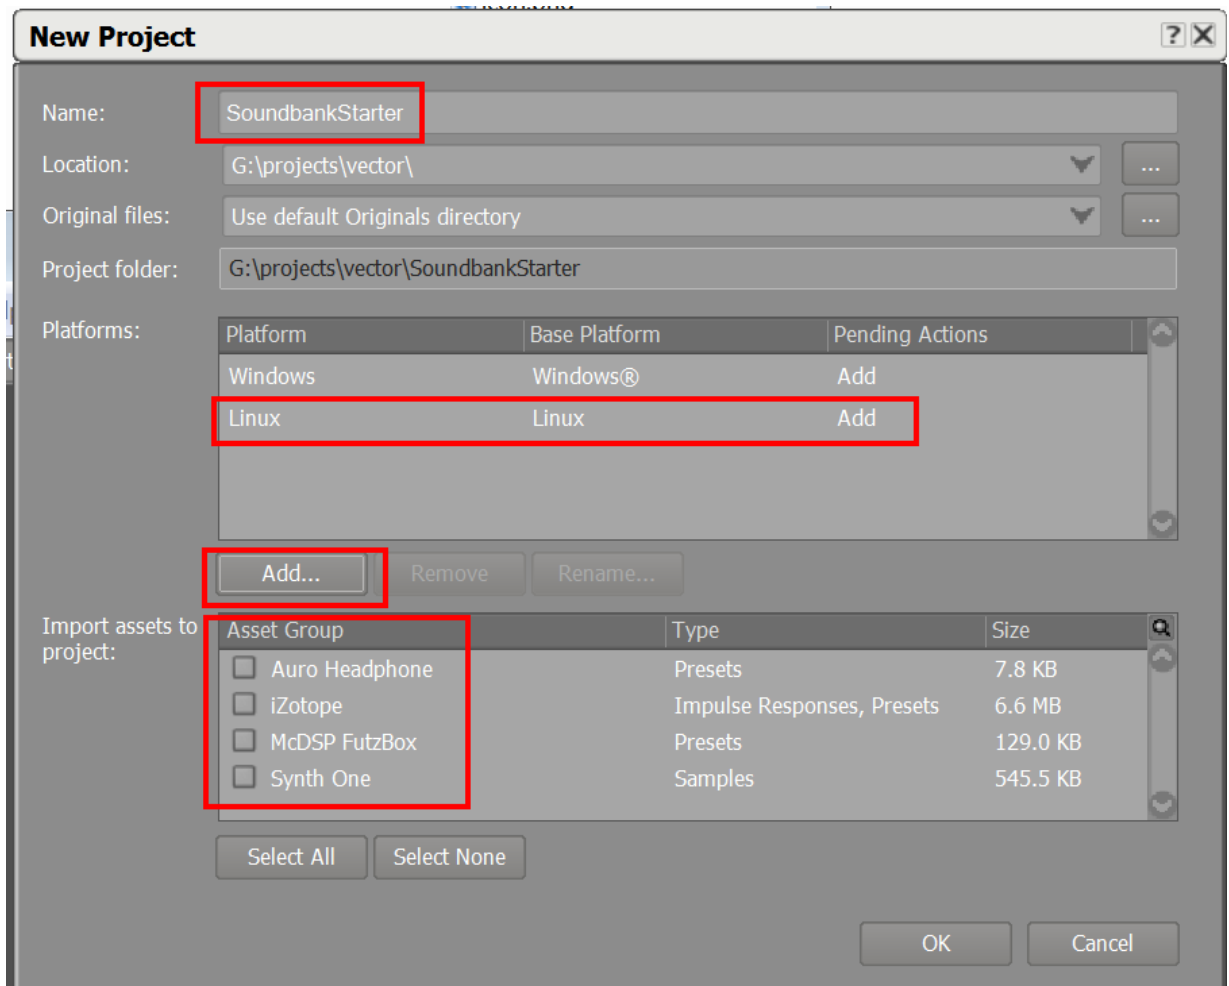 New Project
Name: SoundbankStarter
Location: G:\projects\vector\ ...
Original files: Use default Originals directory ...
Project folder: G:\projects\vector\SoundbankStarter
Platforms: Platform Base Platform Pending Actions
Windows Windows® Add
Linux Linux Add
Add... Remove Rename...
Import assets to project: Asset Group Type Size
Auro Headphone Presets 7.8 KB
iZotope Impulse Responses, Presets 6.6 MB
McDSP FutzBox Presets 129.0 KB
Synth One Samples 545.5 KB
Select All Select None
OK Cancel